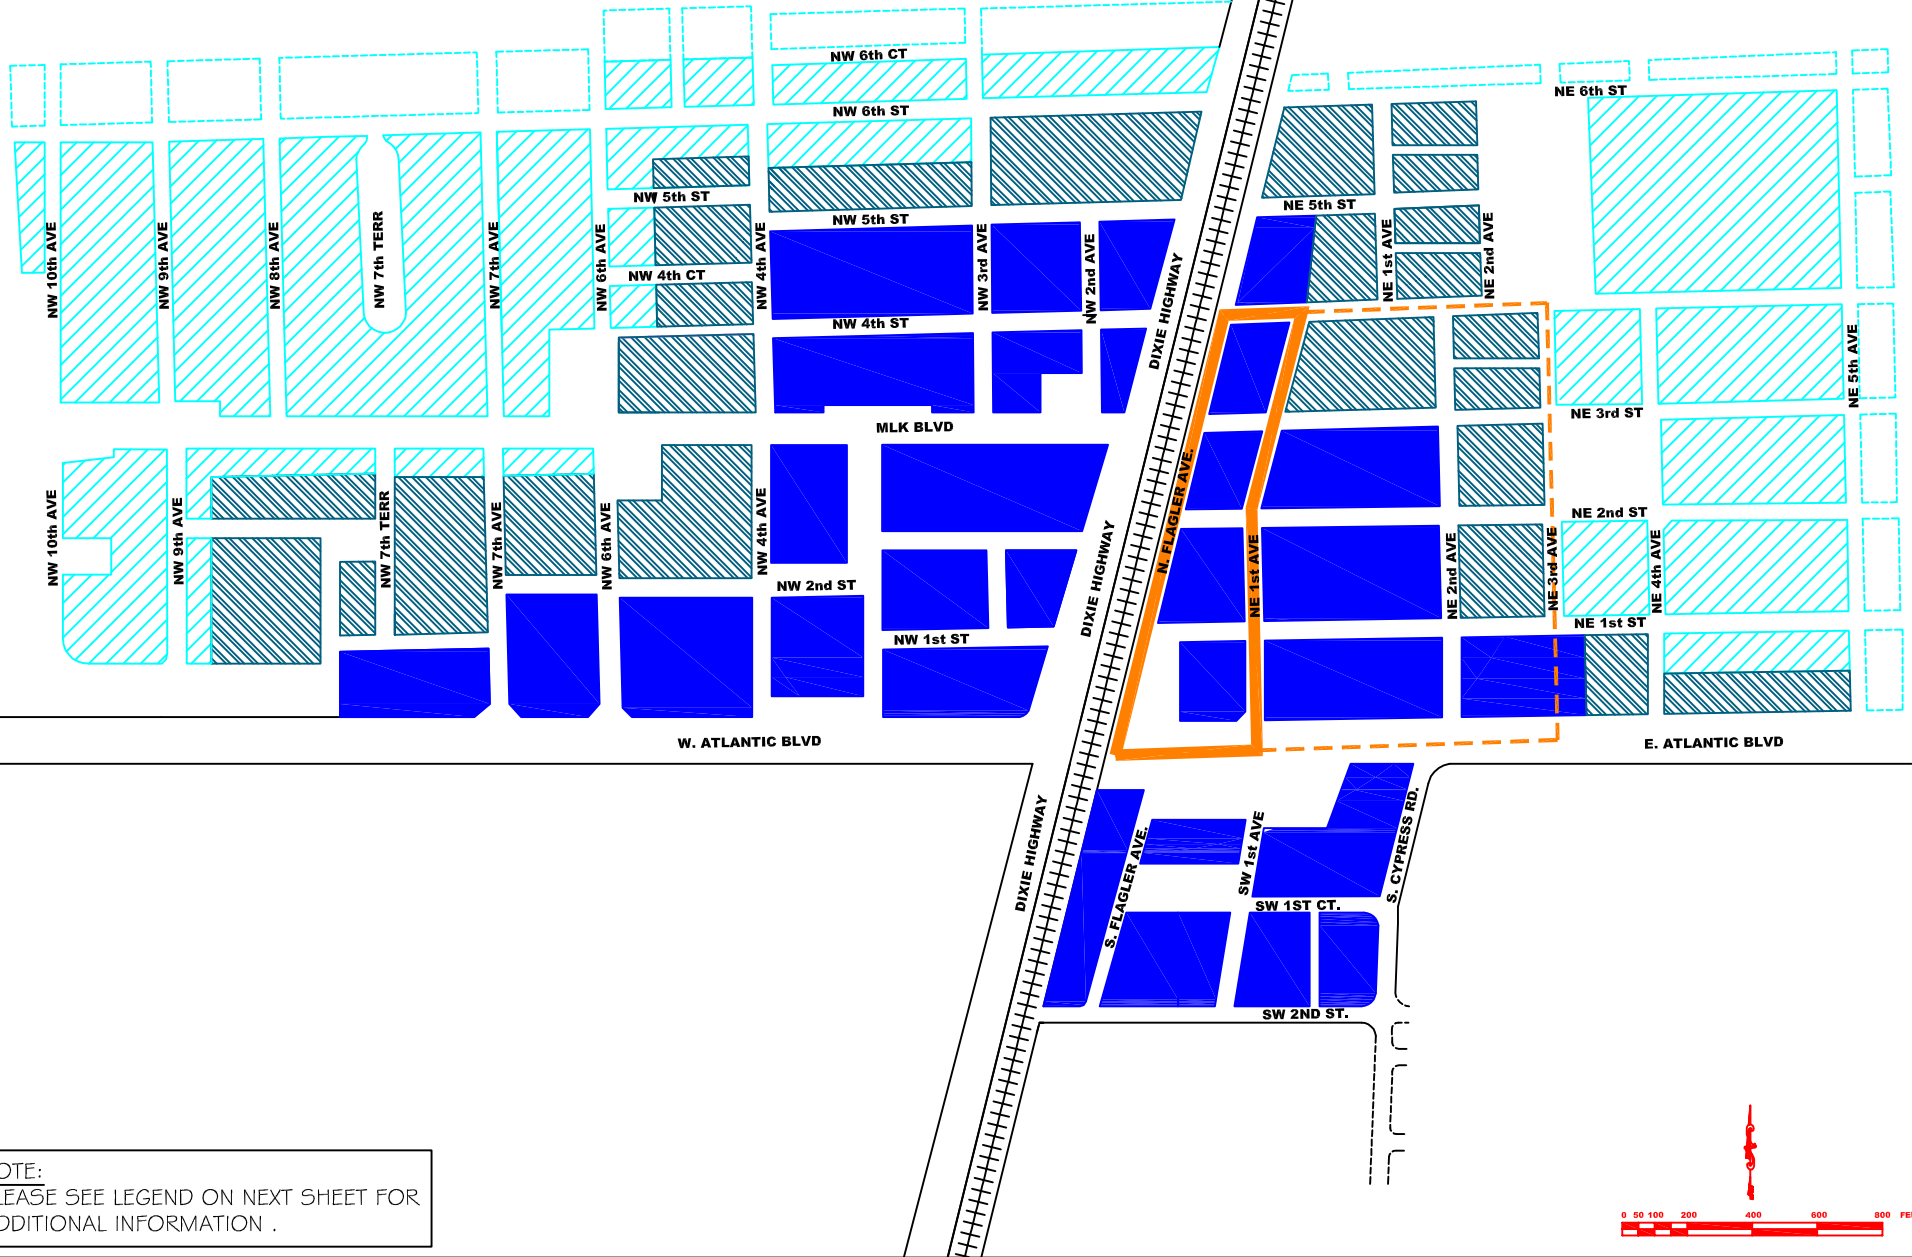 NW 6th CT
NW 6th ST
NE 6th ST
NW 5th ST
NW 5th ST
NE 5th ST
NW 10th AVE
NW 9th AVE
NW 8th AVE
NW 7th TERR
NW 7th AVE
NW 6th AVE
NW 4th AVE
NW 3rd AVE
NW 2nd AVE
DIXIE HIGHWAY
NE 1st AVE
NE 2nd AVE
NW 4th CT
NW 4th ST
NE 5th AVE
NE 3rd ST
MLK BLVD
NW 10th AVE
NW 9th AVE
NW 7th TERR
NW 7th AVE
NW 6th AVE
NW 4th AVE
NW 2nd ST
NW 1st ST
DIXIE HIGHWAY
N. FLAGLER AVE.
NE 1st AVE
NE 2nd AVE
NE 3rd AVE
NE 4th AVE
NE 2nd ST
NE 1st ST
W. ATLANTIC BLVD
E. ATLANTIC BLVD
DIXIE HIGHWAY
S. FLAGLER AVE.
SW 1st AVE
S. CYPRESS RD.
SW 1ST CT.
SW 2ND ST.
OTE:
EASE SEE LEGEND ON NEXT SHEET FOR
DDITIONAL INFORMATION .
0 50 100 200 400 600 800 FE